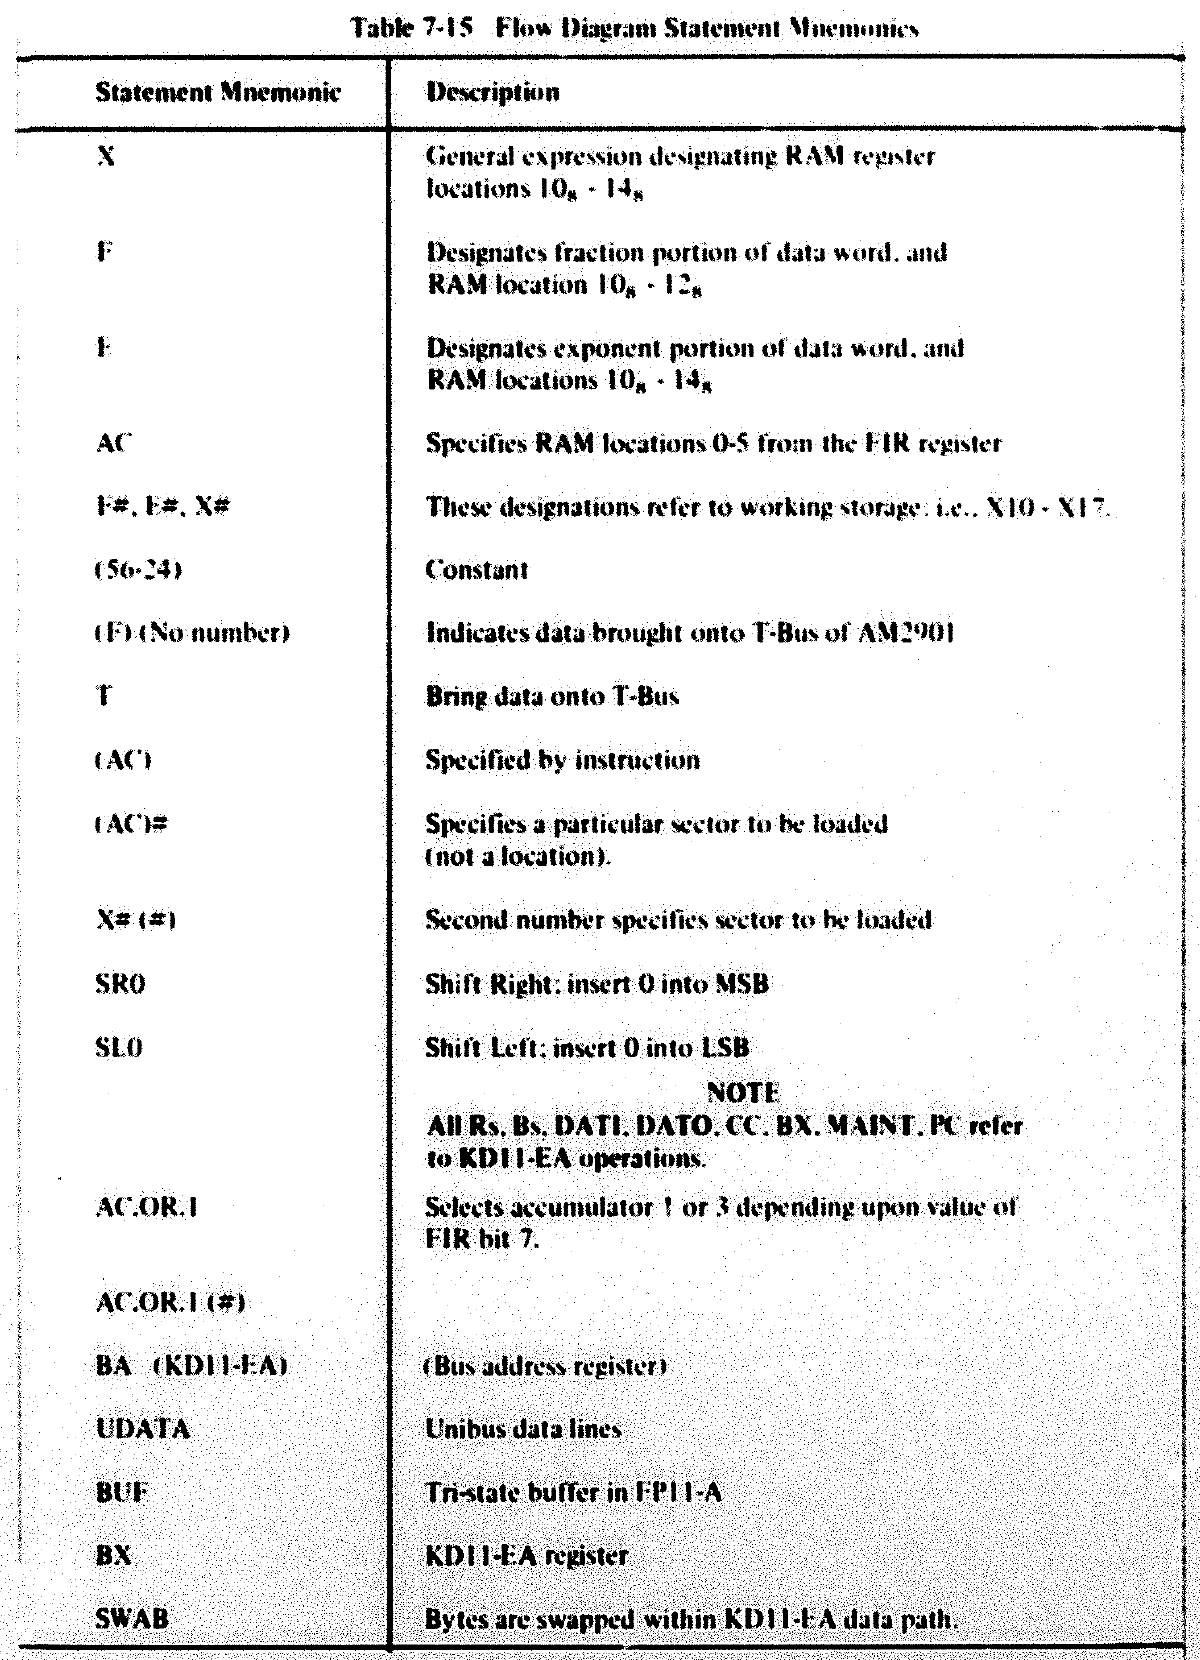 Table 7-15 Flow Diagram Statement Mnemonics
Statement Mnemonic Description
X General expression designating RAM register
locations 10₈ - 14₈
F Designates fraction portion of data word, and
RAM location 10₈ - 12₈
E Designates exponent portion of data word, and
RAM locations 10₈ - 14₈
AC Specifies RAM locations 0-5 from the FIR register
F#, E#, X# These designations refer to working storage; i.e., X10 - X17.
(56-24) Constant
(F) (No number) Indicates data brought onto T-Bus of AM2901
T Bring data onto T-Bus
(AC) Specified by instruction
(AC)# Specifies a particular sector to be loaded
(not a location).
X# (#) Second number specifies sector to be loaded
SR0 Shift Right; insert 0 into MSB
SL0 Shift Left; insert 0 into LSB
NOTE
All Rs, Bs, DATI, DATO, CC, BX, MAINT, PC refer
to KD11-EA operations.
AC.OR.1 Selects accumulator 1 or 3 depending upon value of
FIR bit 7.
AC.OR.1 (#)
BA (KD11-EA) (Bus address register)
UDATA Unibus data lines
BUF Tri-state buffer in FP11-A
BX KD11-EA register
SWAB Bytes are swapped within KD11-EA data path.